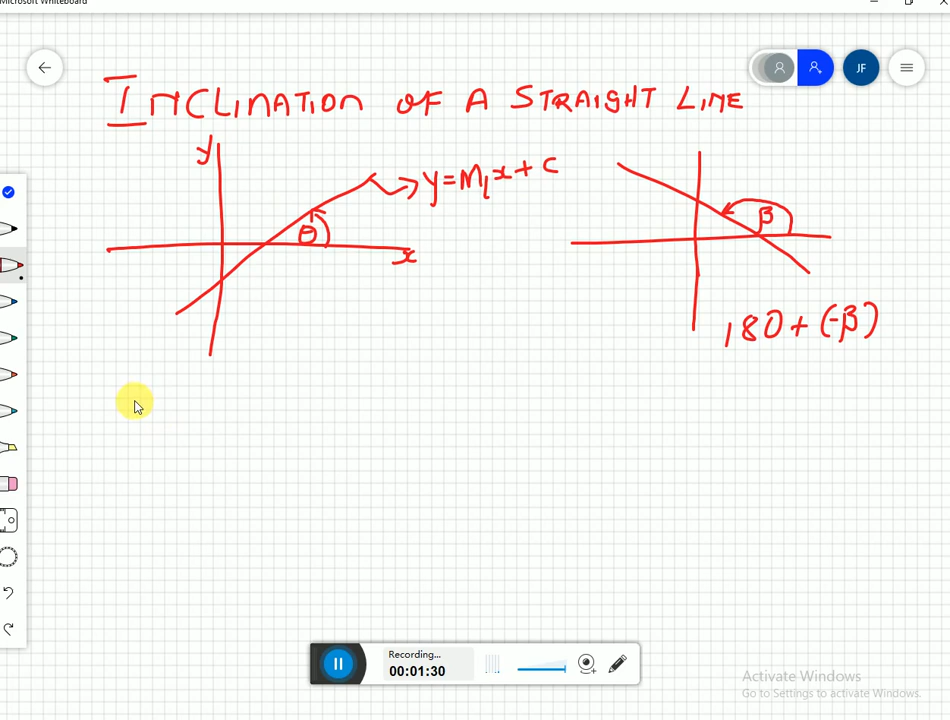 Microsoft Whiteboard
JF
INCLINATION OF A STRAIGHT LINE
y
y=M₁x+c
θ
x
β
180+(-β)
Recording...
00:01:30
Activate Windows
Go to Settings to activate Windows.